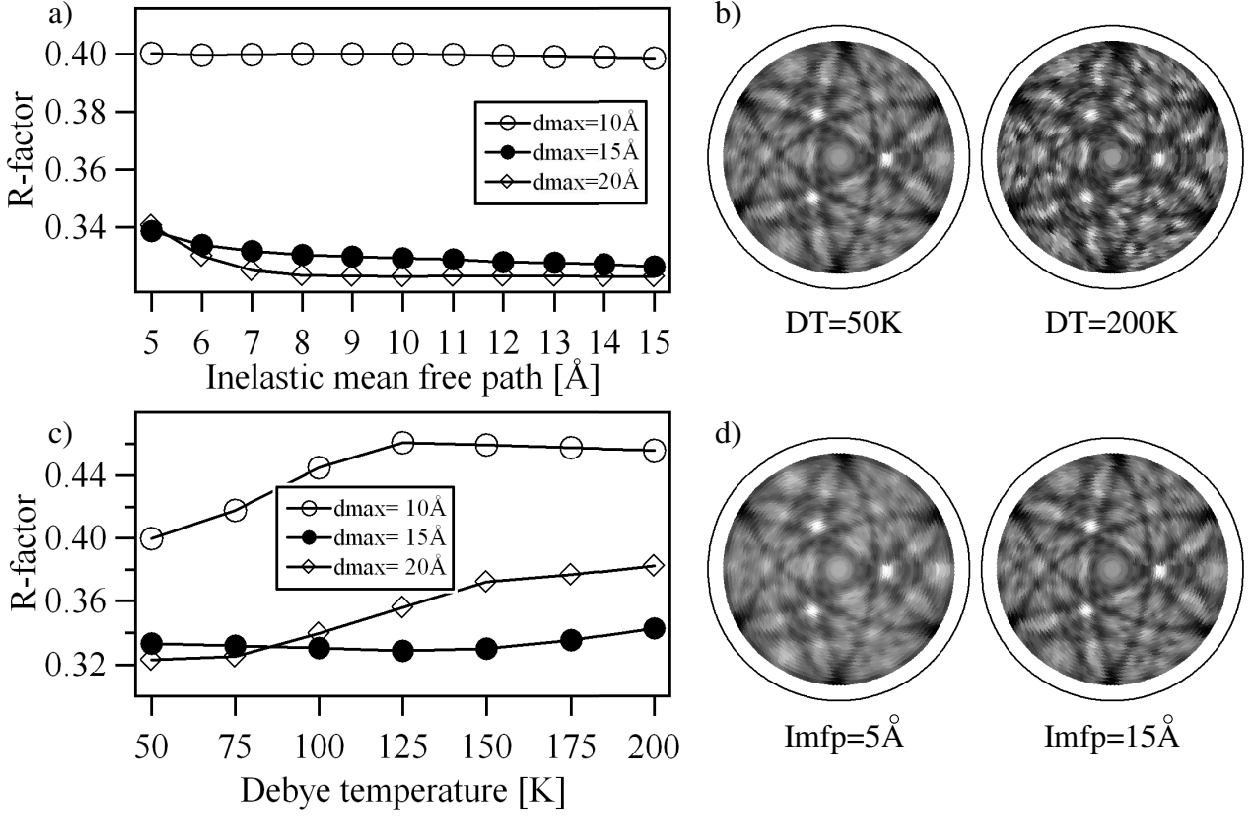 a)
R-factor
0.40
0.38
0.36
0.34
dmax=10Å
dmax=15Å
dmax=20Å
5 6 7 8 9 10 11 12 13 14 15
Inelastic mean free path [Å]
b)
DT=50K
DT=200K
c)
R-factor
0.44
0.40
0.36
0.32
dmax= 10Å
dmax= 15Å
dmax= 20Å
50 75 100 125 150 175 200
Debye temperature [K]
d)
Imfp=5Å
Imfp=15Å